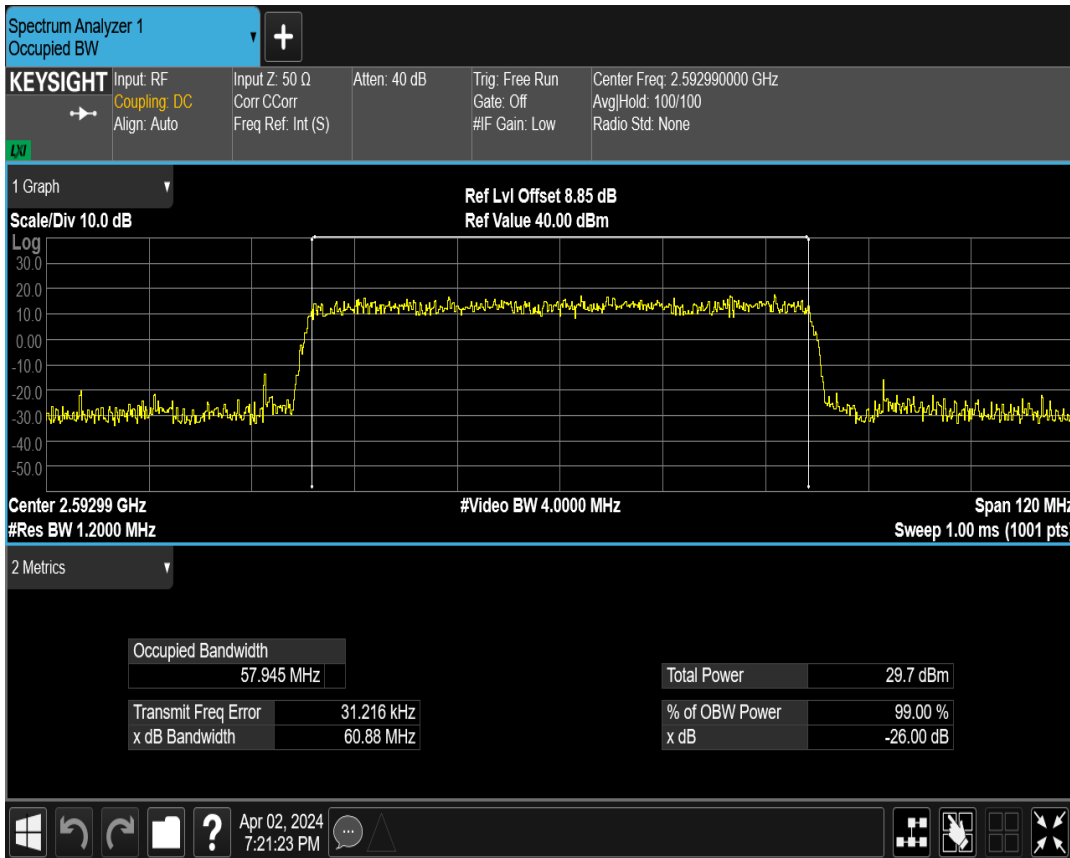 Spectrum Analyzer 1
Occupied BW
+
KEYSIGHT
LXI
Input: RF
Coupling: DC
Align: Auto
Input Z: 50 Ω
Corr CCorr
Freq Ref: Int (S)
Atten: 40 dB
Trig: Free Run
Gate: Off
#IF Gain: Low
Center Freq: 2.592990000 GHz
Avg|Hold: 100/100
Radio Std: None
1 Graph
Scale/Div 10.0 dB
Ref Lvl Offset 8.85 dB
Ref Value 40.00 dBm
Log
30.0
20.0
10.0
0.00
-10.0
-20.0
-30.0
-40.0
-50.0
Center 2.59299 GHz
#Video BW 4.0000 MHz
Span 120 MHz
#Res BW 1.2000 MHz
Sweep 1.00 ms (1001 pts)
2 Metrics
Occupied Bandwidth
57.945 MHz
Total Power 29.7 dBm
Transmit Freq Error 31.216 kHz
% of OBW Power 99.00 %
x dB Bandwidth 60.88 MHz
x dB -26.00 dB
?
Apr 02, 2024
7:21:23 PM